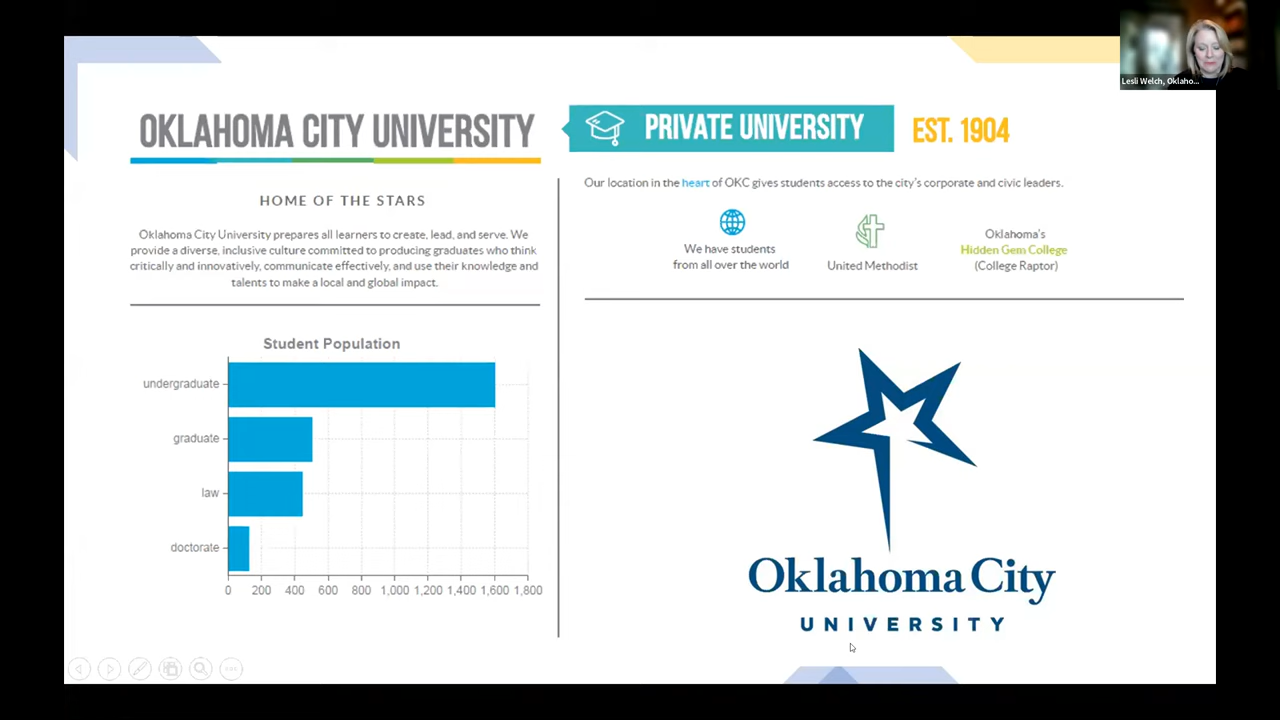 Lesli Welch, Oklaho...
OKLAHOMA CITY UNIVERSITY
PRIVATE UNIVERSITY
EST. 1904
HOME OF THE STARS
Oklahoma City University prepares all learners to create, lead, and serve. We
provide a diverse, inclusive culture committed to producing graduates who think
critically and innovatively, communicate effectively, and use their knowledge and
talents to make a local and global impact.
Our location in the heart of OKC gives students access to the city's corporate and civic leaders.
We have students
from all over the world
United Methodist
Oklahoma's
Hidden Gem College
(College Raptor)
Student Population
undergraduate
graduate
law
doctorate
0 200 400 600 800 1,000 1,200 1,400 1,600 1,800
Oklahoma City
UNIVERSITY